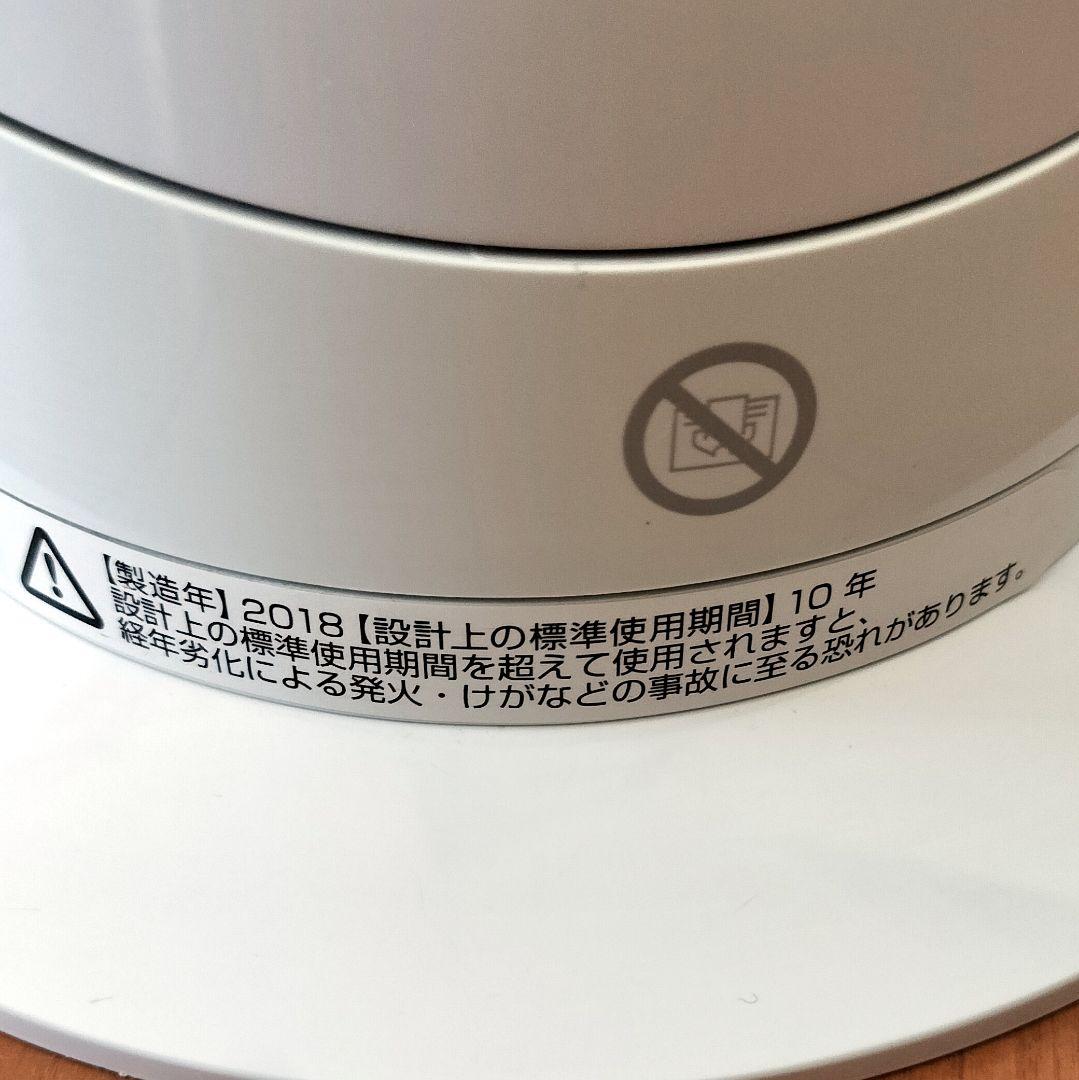 【製造年】2018【設計上の標準使用期間】10 年
設計上の標準使用期間を超えて使用されますと、
経年劣化による発火・けがなどの事故に至る恐れがあります。